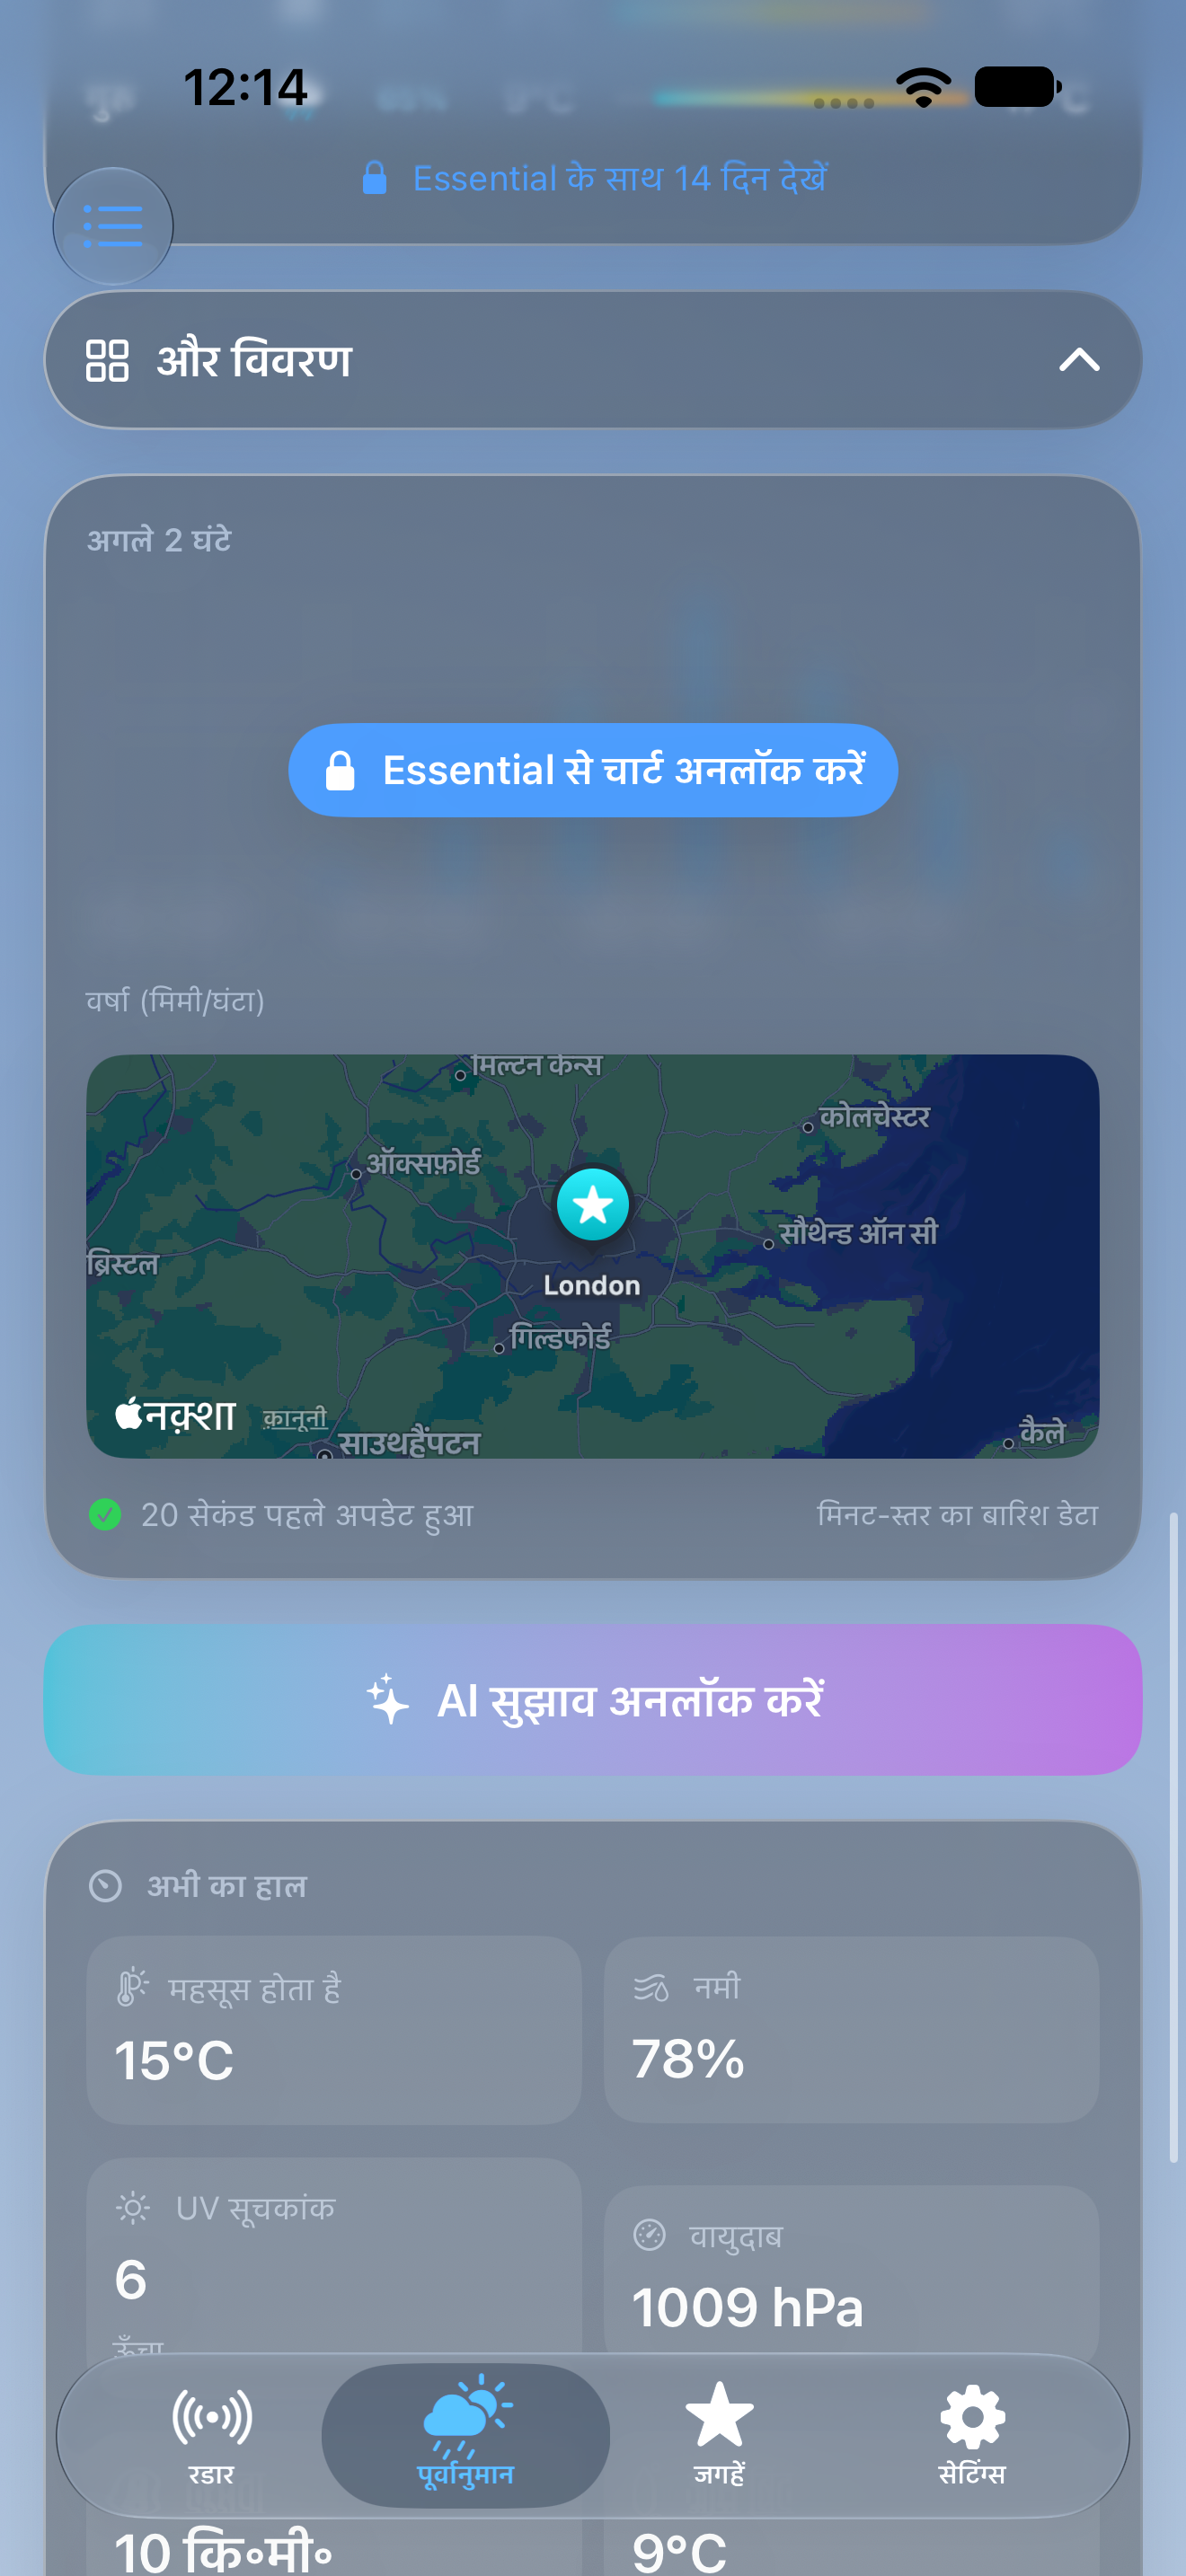 12:14
Essential के साथ 14 दिन देखें
और विवरण
अगले 2 घंटे
Essential से चार्ट अनलॉक करें
वर्षा (मिमी/घंटा)
मिल्टन केन्स
कोलचेस्टर
ऑक्सफ़ोर्ड
सौथेन्ड ऑन सी
ब्रिस्टल
London
गिल्डफोर्ड
नक़्शा
क़ानूनी
साउथहैंपटन
कैले
20 सेकंड पहले अपडेट हुआ
मिनट-स्तर का बारिश डेटा
AI सुझाव अनलॉक करें
अभी का हाल
महसूस होता है
15°C
नमी
78%
UV सूचकांक
6
ऊँचा
वायुदाब
1009 hPa
रडार
पूर्वानुमान
जगहें
सेटिंग्स
10 कि॰मी॰
9°C